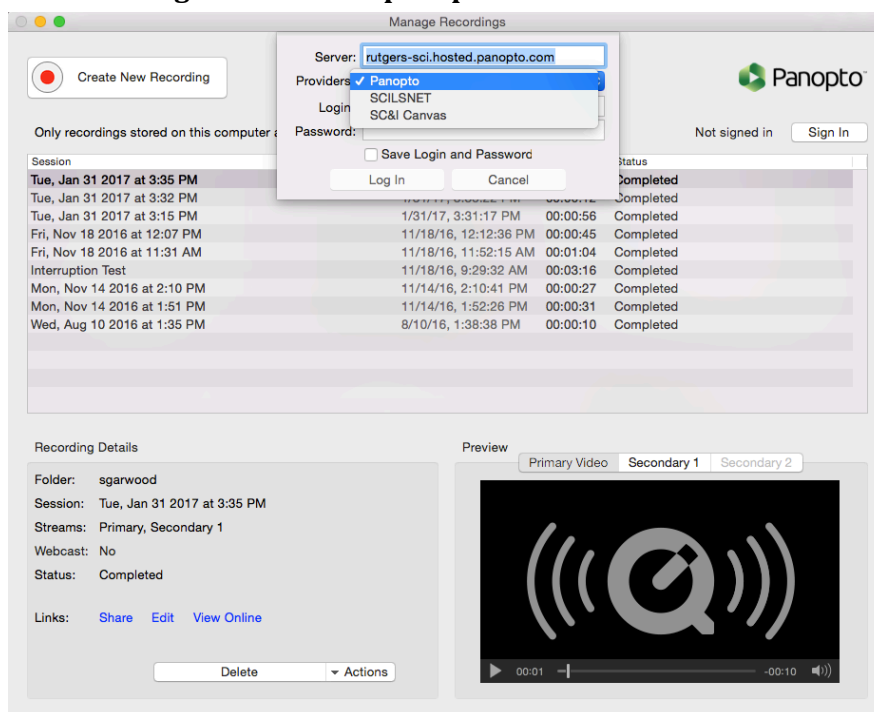 Manage Recordings
Server: rutgers-sci.hosted.panopto.com
Create New Recording
Providers ✓ Panopto
Panopto
SCILSNET
Login
SC&I Canvas
Only recordings stored on this computer
Password:
Not signed in Sign In
Save Login and Password
Session Status
Log In Cancel
Tue, Jan 31 2017 at 3:35 PM Completed
Tue, Jan 31 2017 at 3:32 PM Completed
Tue, Jan 31 2017 at 3:15 PM 1/31/17, 3:31:17 PM 00:00:56 Completed
Fri, Nov 18 2016 at 12:07 PM 11/18/16, 12:12:36 PM 00:00:45 Completed
Fri, Nov 18 2016 at 11:31 AM 11/18/16, 11:52:15 AM 00:01:04 Completed
Interruption Test 11/18/16, 9:29:32 AM 00:03:16 Completed
Mon, Nov 14 2016 at 2:10 PM 11/14/16, 2:10:41 PM 00:00:27 Completed
Mon, Nov 14 2016 at 1:51 PM 11/14/16, 1:52:26 PM 00:00:31 Completed
Wed, Aug 10 2016 at 1:35 PM 8/10/16, 1:38:38 PM 00:00:10 Completed
Recording Details
Preview
Primary Video Secondary 1 Secondary 2
Folder: sgarwood
Session: Tue, Jan 31 2017 at 3:35 PM
Streams: Primary, Secondary 1
Webcast: No
Status: Completed
Links: Share Edit View Online
Delete Actions
00:01 -00:10